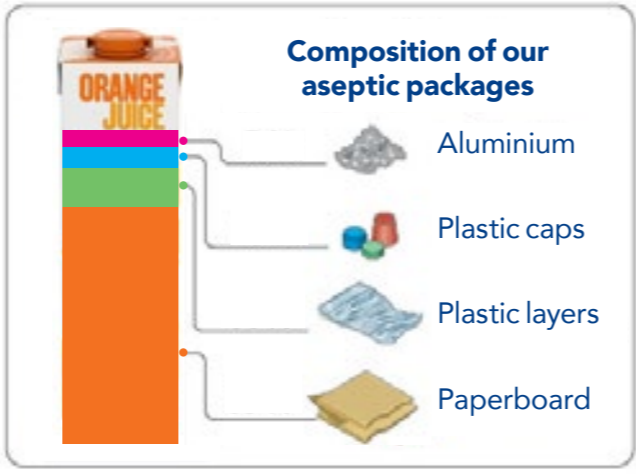 Composition of our
aseptic packages
ORANGE
JUICE
Aluminium
Plastic caps
Plastic layers
Paperboard